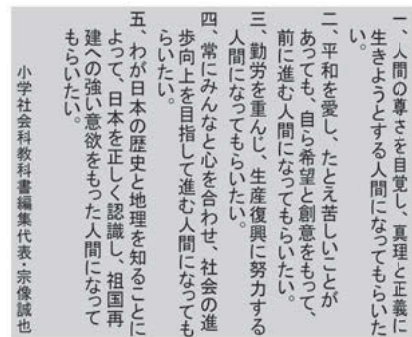 一、人間の尊さを自覚し、真理と正義に
生きようとする人間になってもらいた
い。
二、平和を愛し、たとえ苦しいことが
あっても、自ら希望と創意をもって、
前に進む人間になってもらいたい。
三、勤労を重んじ、生産復興に努力する
人間になってもらいたい。
四、常にみんなと心を合わせ、社会の進
歩向上を目指して進む人間になっても
らいたい。
五、わが日本の歴史と地理を知ることに
よって、日本を正しく認識し、祖国再
建への強い意欲をもった人間になって
もらいたい。
小学社会科教科書編集代表・宗像誠也